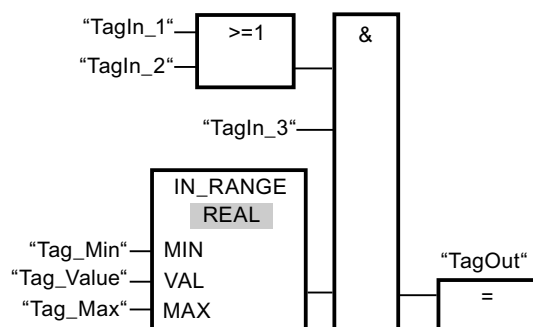 “TagIn_1“
>=1
&
“TagIn_2“
“TagIn_3“
IN_RANGE
REAL
“Tag_Min“
MIN
“TagOut“
“Tag_Value“
VAL
=
“Tag_Max“
MAX